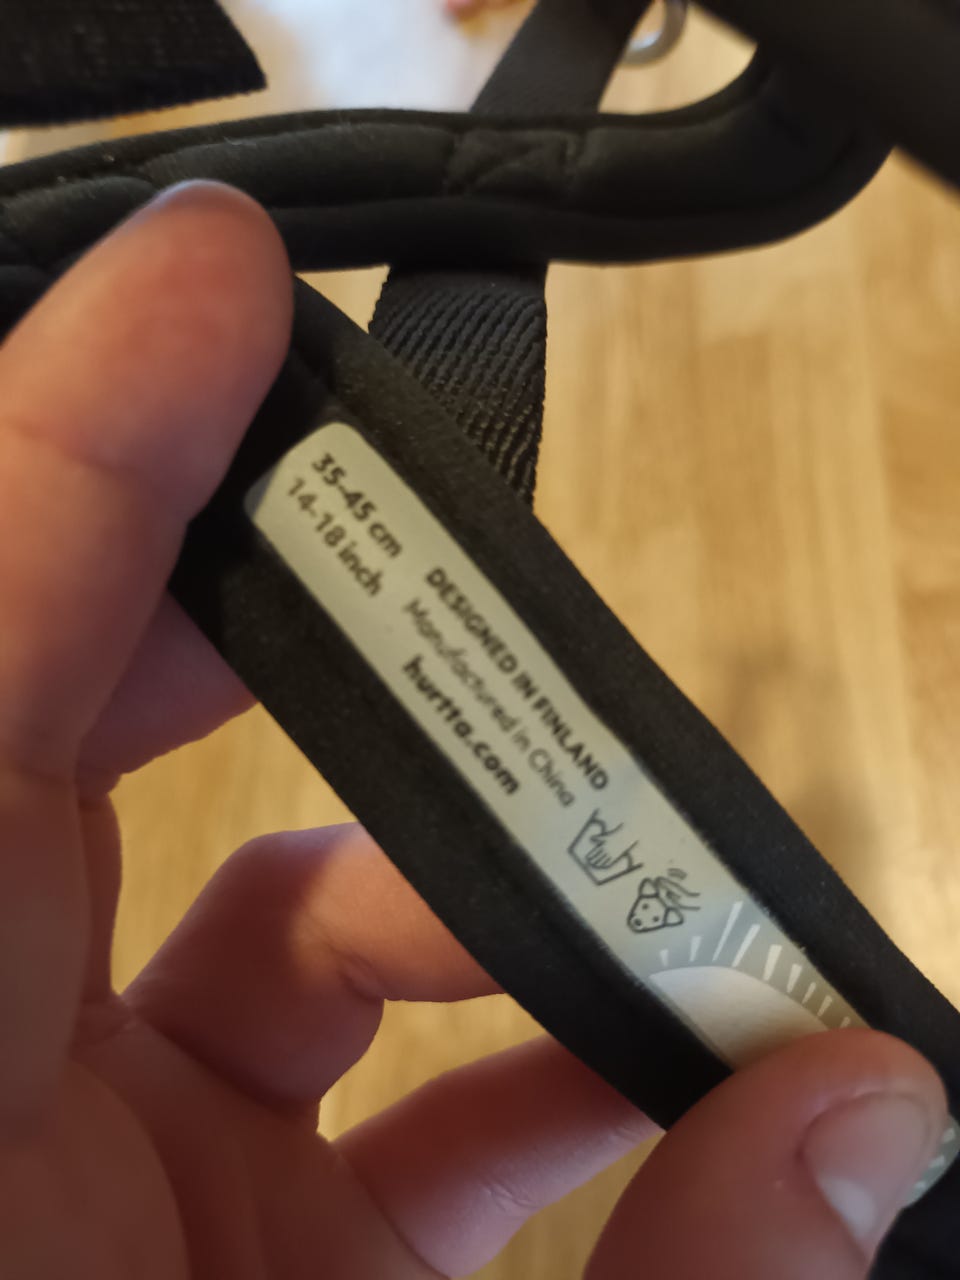 35-45 cm
14-18 inch
DESIGNED IN FINLAND
Manufactured in China
hurtta.com